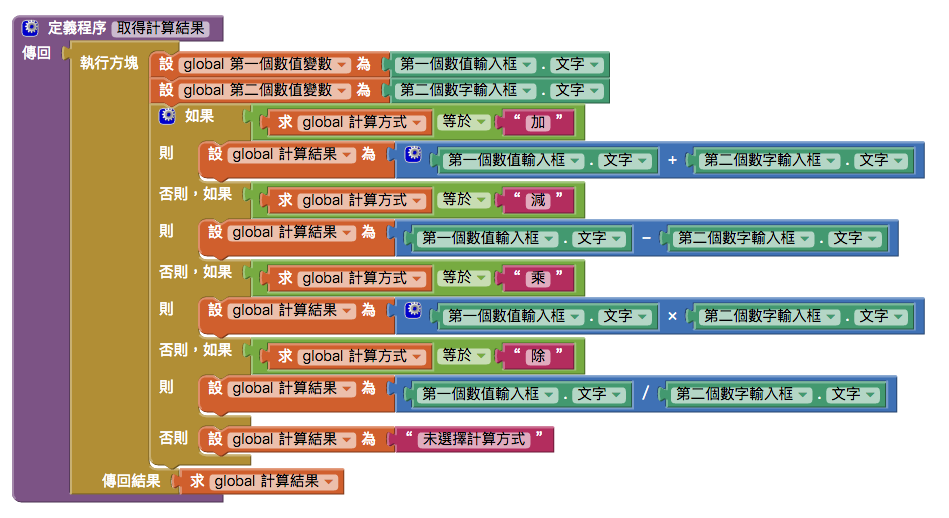 定義程序 取得計算結果
傳回 執行方塊 設 global 第一個數值變數 為 第一個數值輸入框 . 文字
設 global 第二個數值變數 為 第二個數字輸入框 . 文字
如果 求 global 計算方式 等於 “ 加 ”
則 設 global 計算結果 為 第一個數值輸入框 . 文字 + 第二個數字輸入框 . 文字
否則，如果 求 global 計算方式 等於 “ 減 ”
則 設 global 計算結果 為 第一個數值輸入框 . 文字 - 第二個數字輸入框 . 文字
否則，如果 求 global 計算方式 等於 “ 乘 ”
則 設 global 計算結果 為 第一個數值輸入框 . 文字 × 第二個數字輸入框 . 文字
否則，如果 求 global 計算方式 等於 “ 除 ”
則 設 global 計算結果 為 第一個數值輸入框 . 文字 / 第二個數字輸入框 . 文字
否則 設 global 計算結果 為 “ 未選擇計算方式 ”
傳回結果 求 global 計算結果